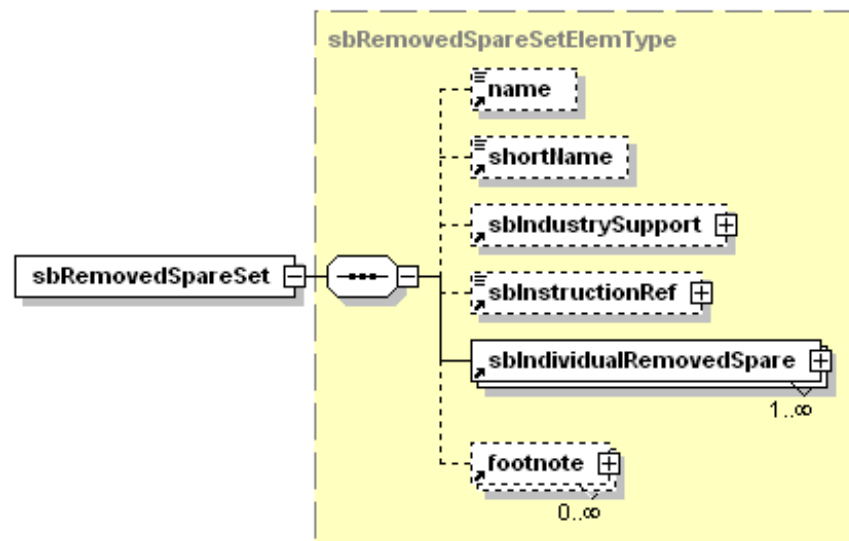 sbRemovedSpareSetElemType
name
shortName
sbIndustrySupport
sbRemovedSpareSet
sbInstructionRef
sbIndividualRemovedSpare
1..∞
footnote
0..∞